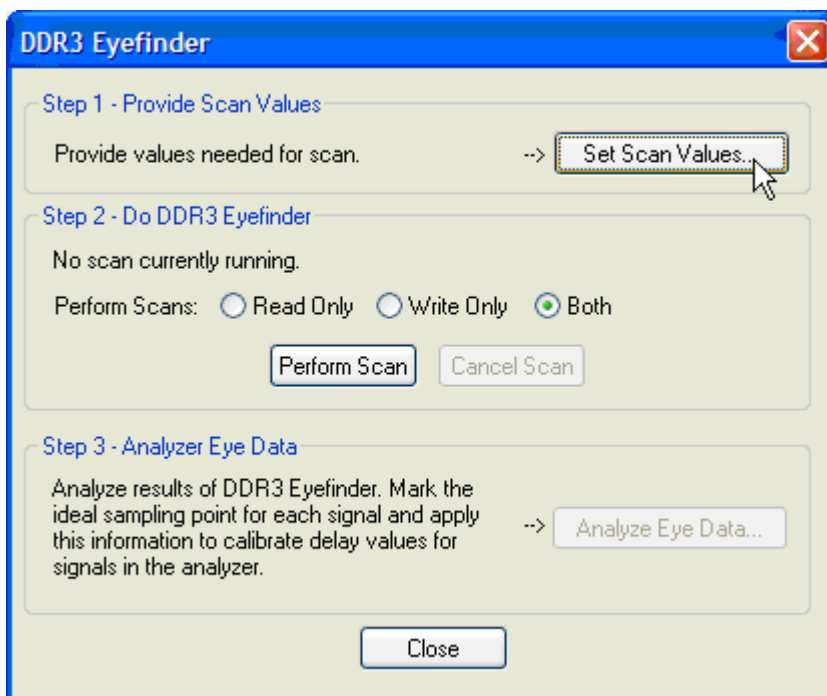 DDR3 Eyefinder
Step 1 - Provide Scan Values
Provide values needed for scan. --> Set Scan Values...
Step 2 - Do DDR3 Eyefinder
No scan currently running.
Perform Scans: Read Only Write Only Both
Perform Scan Cancel Scan
Step 3 - Analyzer Eye Data
Analyze results of DDR3 Eyefinder. Mark the
ideal sampling point for each signal and apply
this information to calibrate delay values for
signals in the analyzer.
--> Analyze Eye Data...
Close